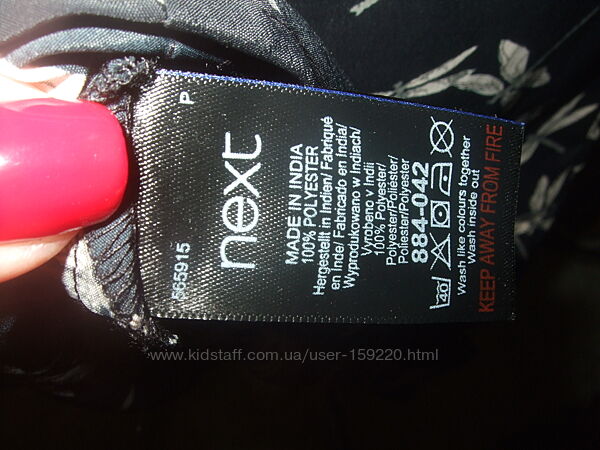 P
565915
next
MADE IN INDIA
100% POLYESTER
Hergestellt in Indien/ Fabriqué
en Inde/ Fabricado en India/
Wyprodukowano w Indiach/
Vyrobeno v Indii
100% Polyester/
Polyester/Polyester/
Poliester/Polyester
884-042
40
Wash like colours together
Wash inside out
KEEP AWAY FROM FIRE
www.kidstaff.com.ua/user-159220.html